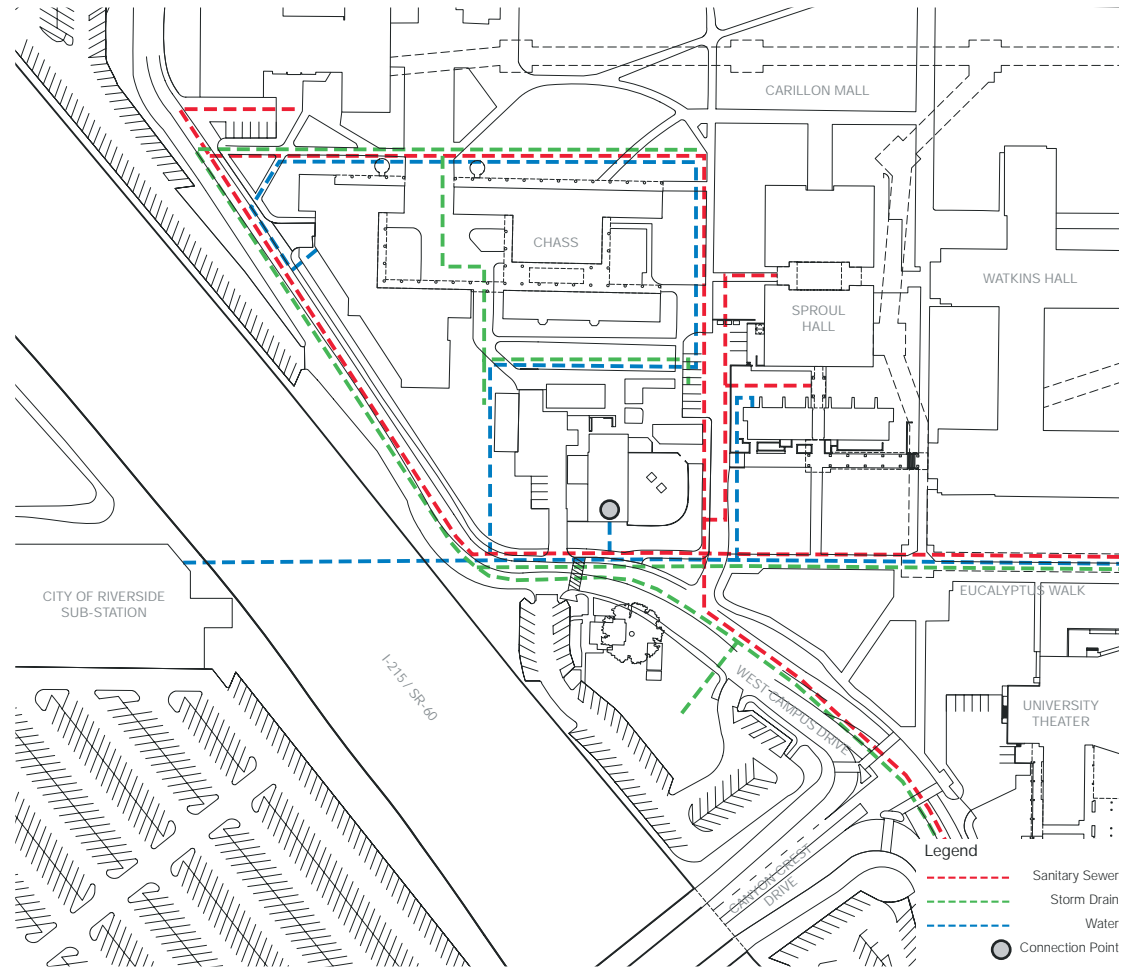 CARILLON MALL
CHASS
WATKINS HALL
SPROUL
HALL
EUCALYPTUS WALK
CITY OF RIVERSIDE
SUB-STATION
I-215 / SR-60
WEST CAMPUS DRIVE
UNIVERSITY
THEATER
CANYON CREST
DRIVE
Legend
Sanitary Sewer
Storm Drain
Water
Connection Point